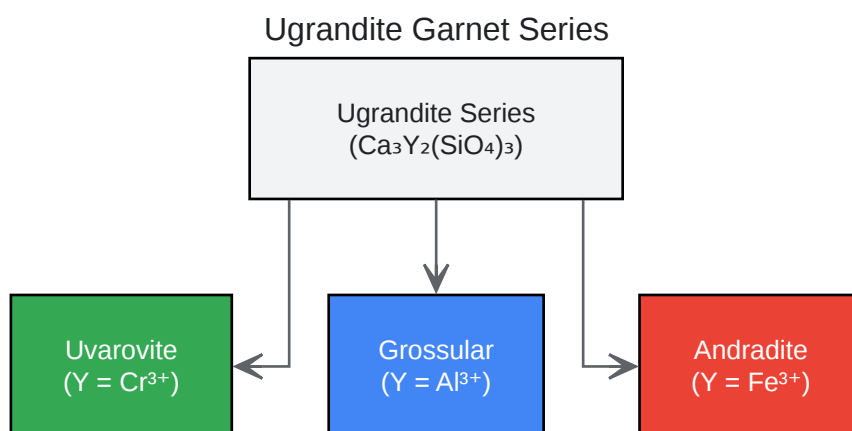 Ugrandite Garnet Series
Ugrandite Series
(Ca₃Y₂(SiO₄)₃)
Uvarovite
(Y = Cr³⁺)
Grossular
(Y = Al³⁺)
Andradite
(Y = Fe³⁺)